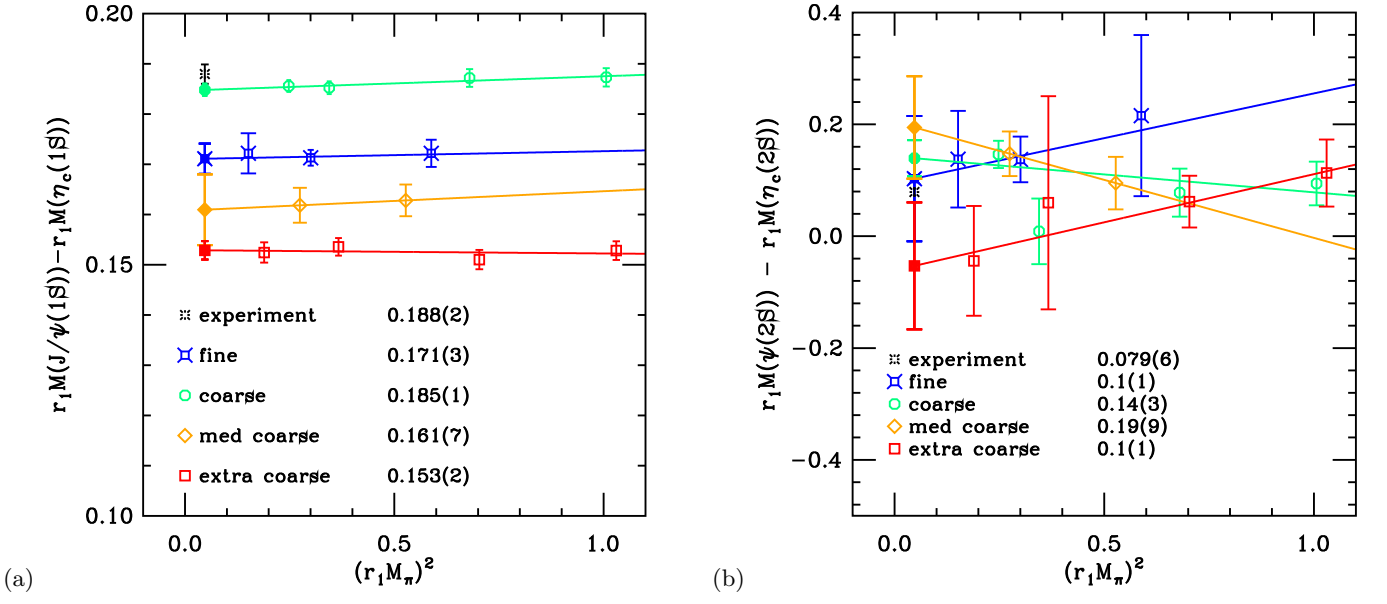 0.20
0.15
0.10
r₁M(J/ψ(1S))−r₁M(η_c(1S))
experiment 0.188(2)
fine 0.171(3)
coarse 0.185(1)
med coarse 0.161(7)
extra coarse 0.153(2)
0.0 0.5 1.0
(r₁M_π)²
(a)
0.4
0.2
0.0
−0.2
−0.4
r₁M(ψ(2S)) − r₁M(η_c(2S))
experiment 0.079(6)
fine 0.1(1)
coarse 0.14(3)
med coarse 0.19(9)
extra coarse 0.1(1)
0.0 0.5 1.0
(r₁M_π)²
(b)